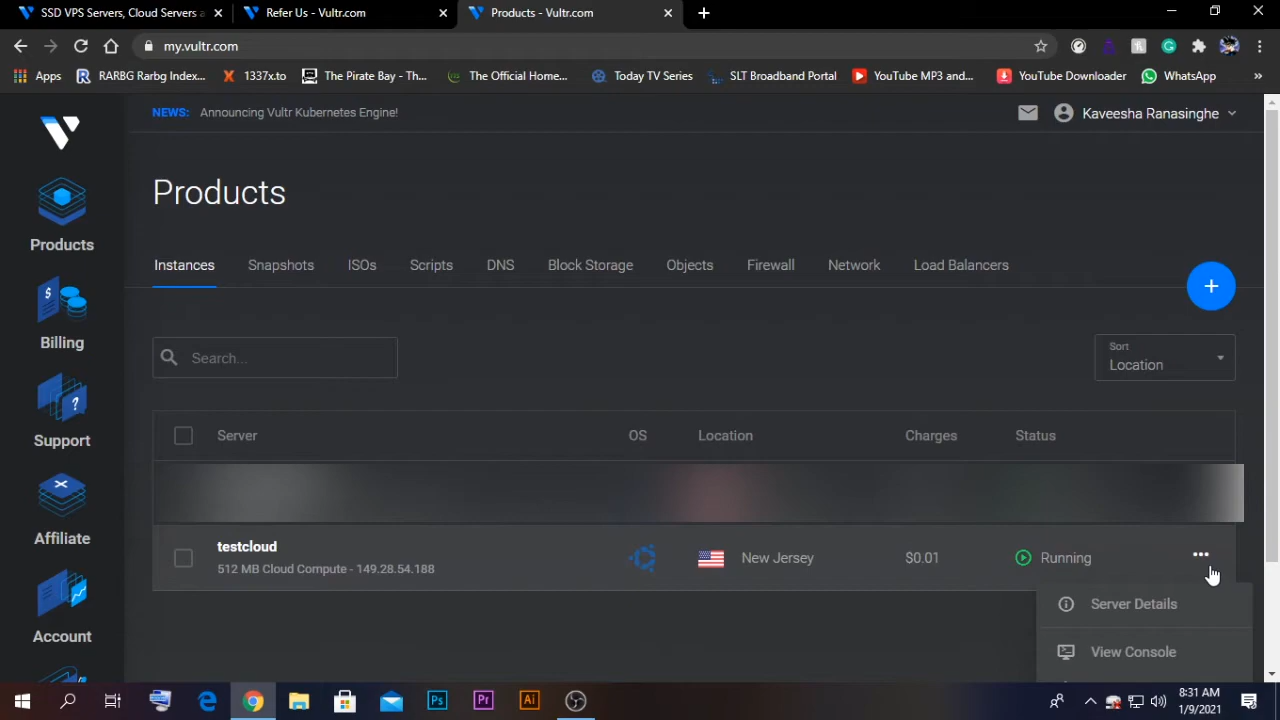 SSD VPS Servers, Cloud Servers a
Refer Us - Vultr.com
Products - Vultr.com
my.vultr.com
Apps
RARBG Rarbg Index...
1337x.to
The Pirate Bay - Th...
The Official Home...
Today TV Series
SLT Broadband Portal
YouTube MP3 and...
YouTube Downloader
WhatsApp
»
NEWS: Announcing Vultr Kubernetes Engine!
Kaveesha Ranasinghe
Products
Products
Billing
Support
Affiliate
Account
Instances
Snapshots
ISOs
Scripts
DNS
Block Storage
Objects
Firewall
Network
Load Balancers
+
Search...
Sort
Location
Server
OS
Location
Charges
Status
testcloud
512 MB Cloud Compute - 149.28.54.188
New Jersey
$0.01
Running
Server Details
View Console
Ps
Pr
Ai
8:31 AM
1/9/2021